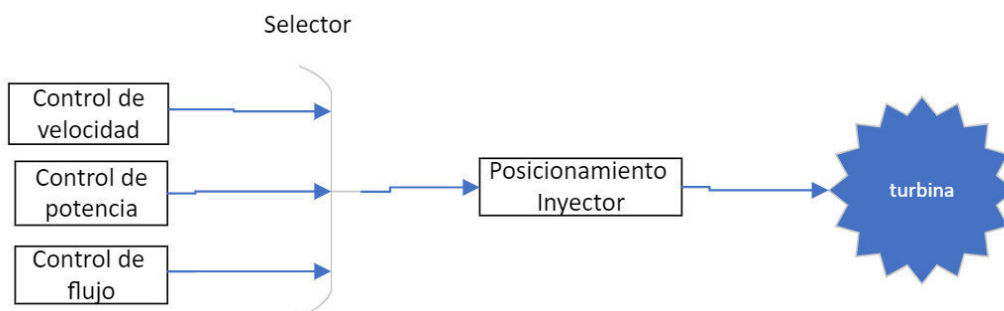 Selector
Control de
velocidad
Control de
potencia
Control de
flujo
Posicionamiento
Inyector
turbina